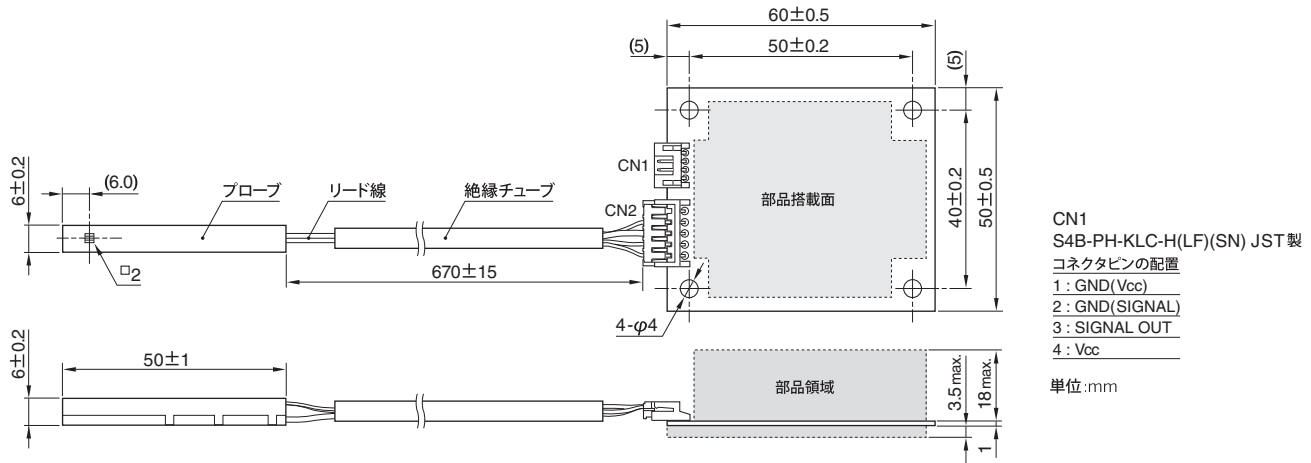 60±0.5
(5)
50±0.2
(5)
6±0.2
(6.0)
プローブ
リード線
絶縁チューブ
CN1
CN2
部品搭載面
40±0.2
50±0.5
□2
670±15
4-φ4
CN1
S4B-PH-KLC-H(LF)(SN) JST製
コネクタピンの配置
1 : GND(Vcc)
2 : GND(SIGNAL)
3 : SIGNAL OUT
4 : Vcc
単位:mm
6±0.2
50±1
部品領域
3.5 max.
18 max.
1